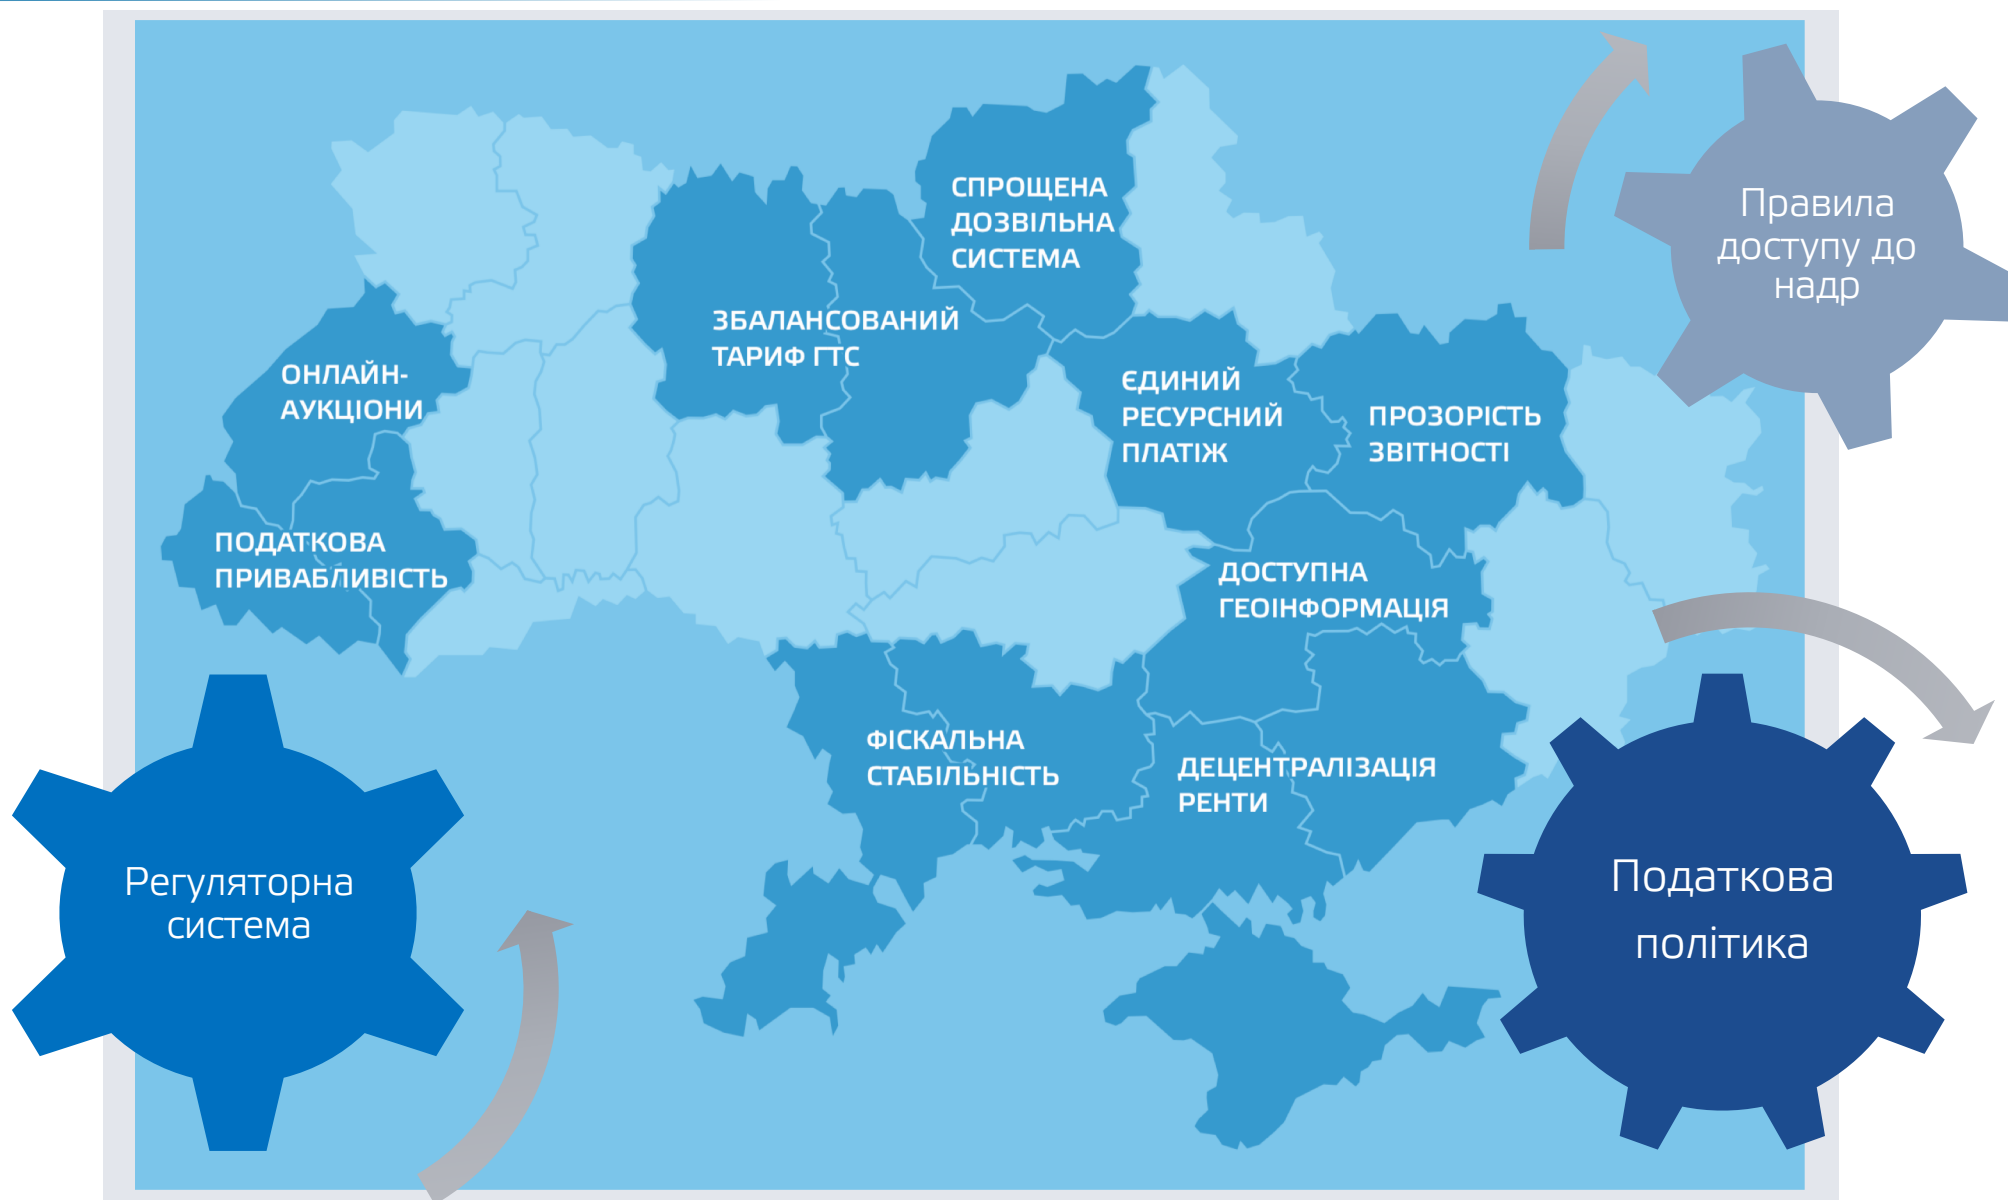 Правила
доступу до
надр
СПРОЩЕНА
ДОЗВІЛЬНА
СИСТЕМА
ЗБАЛАНСОВАНИЙ
ТАРИФ ГТС
ОНЛАЙН-
АУКЦІОНИ
ЄДИНИЙ
РЕСУРСНИЙ
ПЛАТІЖ
ПРОЗОРІСТЬ
ЗВІТНОСТІ
ПОДАТКОВА
ПРИВАБЛИВІСТЬ
ДОСТУПНА
ГЕОІНФОРМАЦІЯ
ФІСКАЛЬНА
СТАБІЛЬНІСТЬ
ДЕЦЕНТРАЛІЗАЦІЯ
РЕНТИ
Регуляторна
система
Податкова
політика